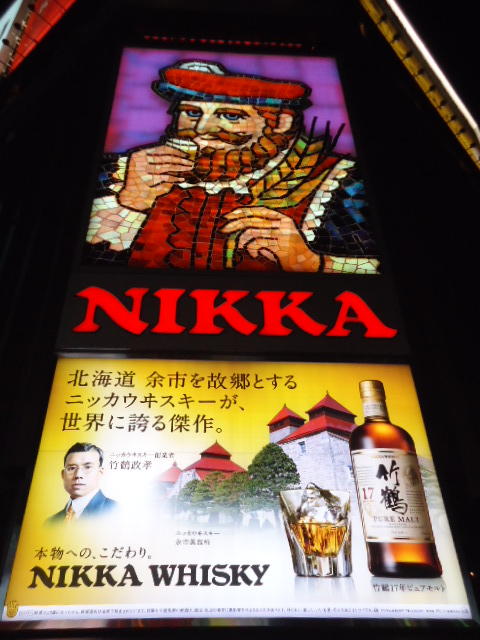 NIKKA
北海道 余市を故郷とする
ニッカウヰスキーが、
世界に誇る傑作。
ニッカウヰスキー創業者
竹鶴政孝
ニッカウヰスキー
余市蒸溜所
NIKKA WHISKY
竹鶴
17
PURE MALT
本物への、こだわり。
NIKKA WHISKY
竹鶴17年ピュアモルト